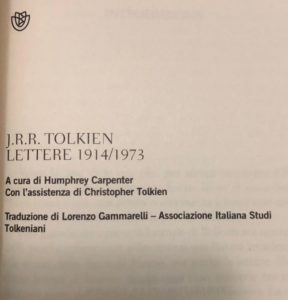 J.R.R. TOLKIEN
LETTERE 1914/1973
A cura di Humphrey Carpenter
Con l'assistenza di Christopher Tolkien
Traduzione di Lorenzo Gammarelli – Associazione Italiana Studi
Tolkeniani